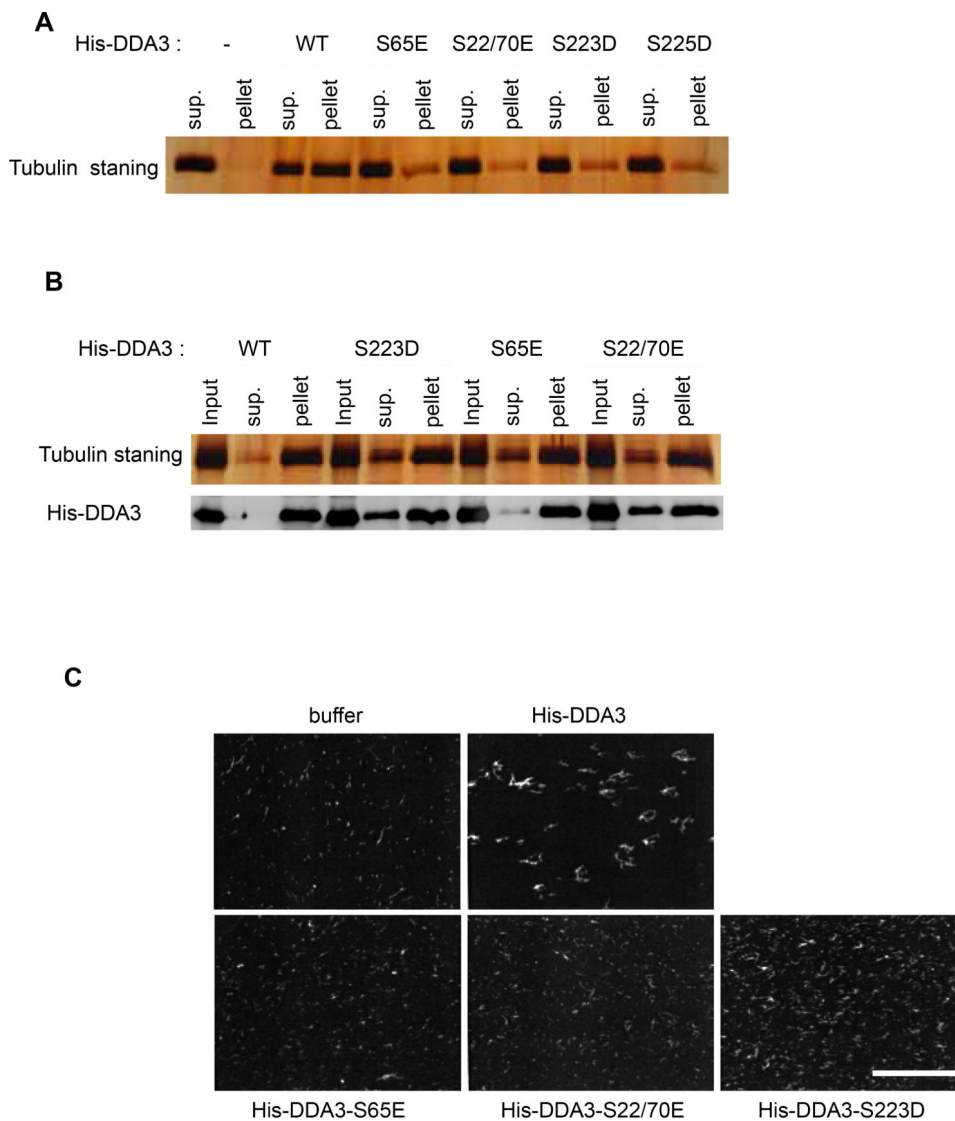 A
His-DDA3 : - WT S65E S22/70E S223D S225D
sup. pellet sup. pellet sup. pellet sup. pellet sup. pellet sup. pellet
Tubulin staning
B
His-DDA3 : WT S223D S65E S22/70E
Input sup. pellet Input sup. pellet Input sup. pellet Input sup. pellet
Tubulin staning
His-DDA3
C
buffer His-DDA3
His-DDA3-S65E His-DDA3-S22/70E His-DDA3-S223D